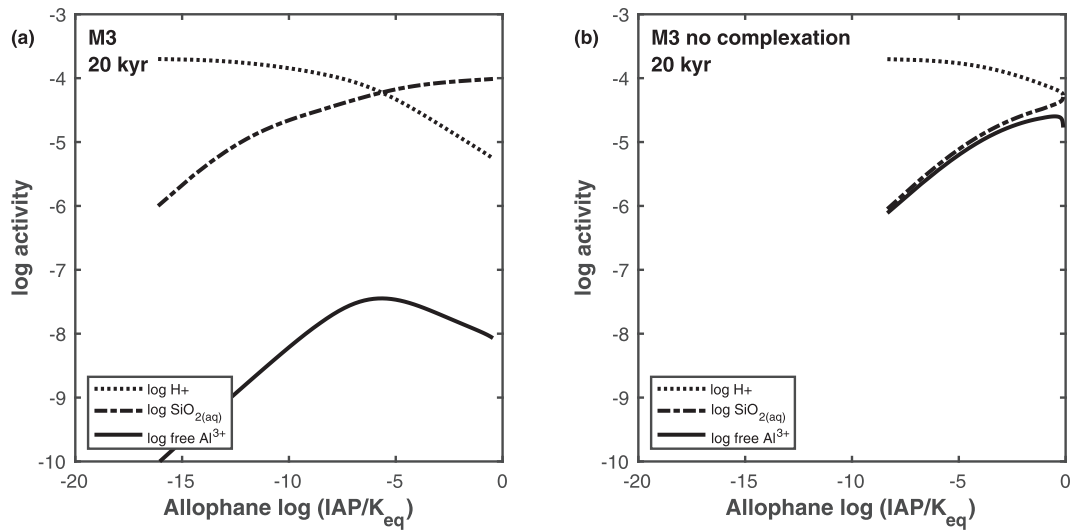 (a)
M3
20 kyr
-3
-4
-5
-6
-7
-8
-9
-10
log activity
log H+
log SiO2(aq)
log free Al3+
-20
-15
-10
-5
0
Allophane log (IAP/Keq)
(b)
M3 no complexation
20 kyr
-3
-4
-5
-6
-7
-8
-9
-10
log activity
log H+
log SiO2(aq)
log free Al3+
-20
-15
-10
-5
0
Allophane log (IAP/Keq)